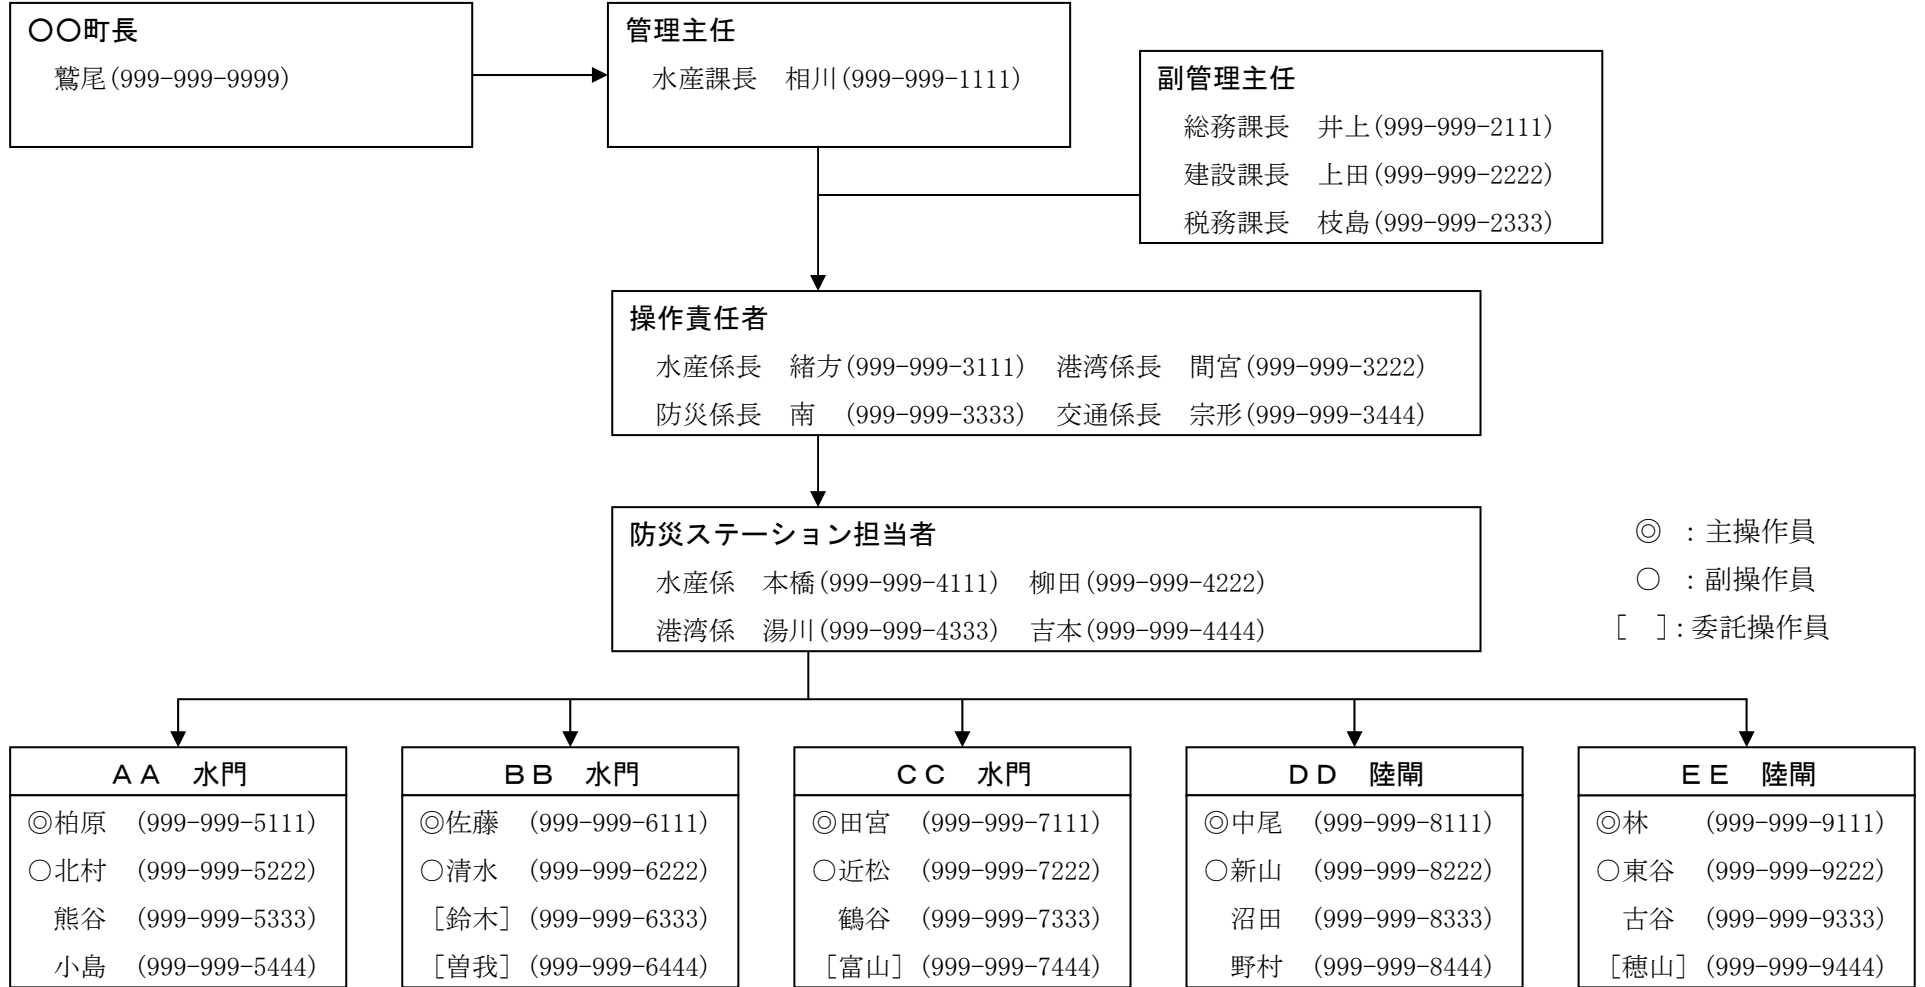 〇〇町長
鷲尾(999-999-9999)
管理主任
水産課長　相川(999-999-1111)
副管理主任
総務課長　井上(999-999-2111)
建設課長　上田(999-999-2222)
税務課長　枝島(999-999-2333)
操作責任者
水産係長　緒方(999-999-3111)　港湾係長　間宮(999-999-3222)
防災係長　南　(999-999-3333)　交通係長　宗形(999-999-3444)
防災ステーション担当者
水産係　本橋(999-999-4111)　柳田(999-999-4222)
港湾係　湯川(999-999-4333)　吉本(999-999-4444)
◎　：主操作員
○　：副操作員
［　］：委託操作員
ＡＡ　水門
◎柏原　(999-999-5111)
○北村　(999-999-5222)
熊谷　(999-999-5333)
小島　(999-999-5444)
ＢＢ　水門
◎佐藤　(999-999-6111)
○清水　(999-999-6222)
［鈴木］(999-999-6333)
［曽我］(999-999-6444)
ＣＣ　水門
◎田宮　(999-999-7111)
○近松　(999-999-7222)
鶴谷　(999-999-7333)
［富山］(999-999-7444)
ＤＤ　陸閘
◎中尾　(999-999-8111)
○新山　(999-999-8222)
沼田　(999-999-8333)
野村　(999-999-8444)
ＥＥ　陸閘
◎林　　(999-999-9111)
○東谷　(999-999-9222)
古谷　(999-999-9333)
［穂山］(999-999-9444)